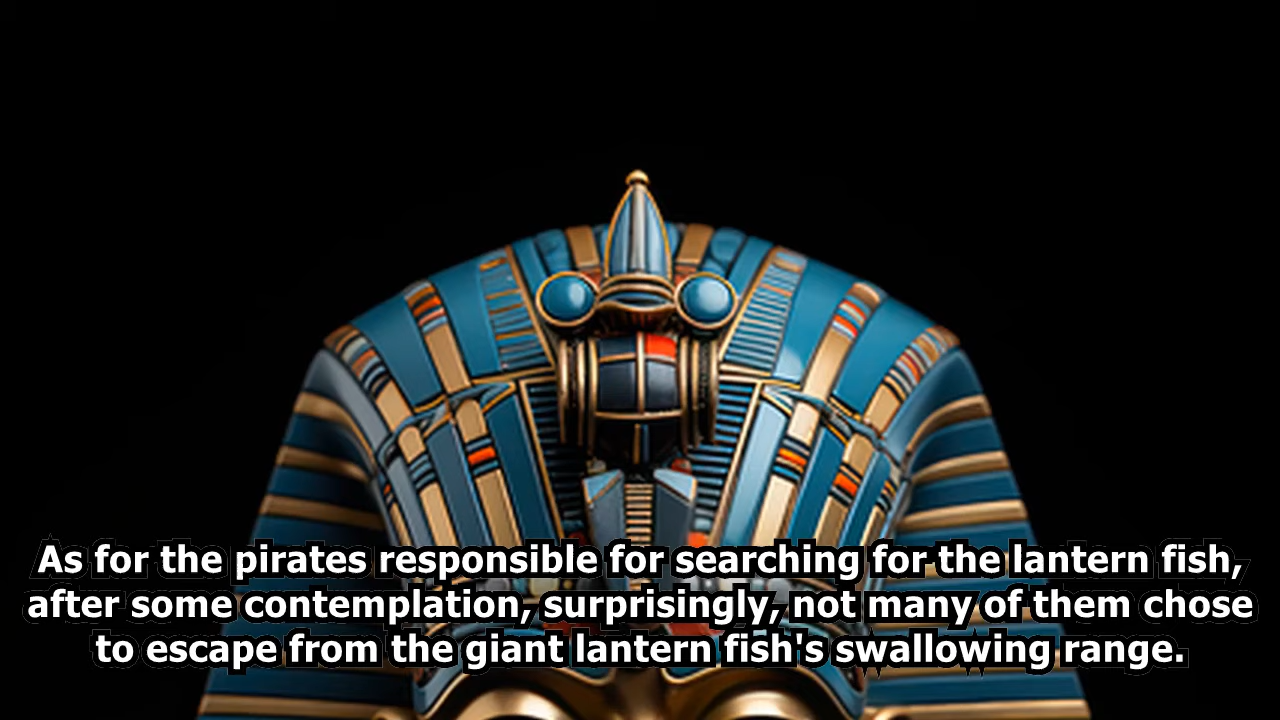 As for the pirates responsible for searching for the lantern fish,
after some contemplation, surprisingly, not many of them chose
to escape from the giant lantern fish's swallowing range.